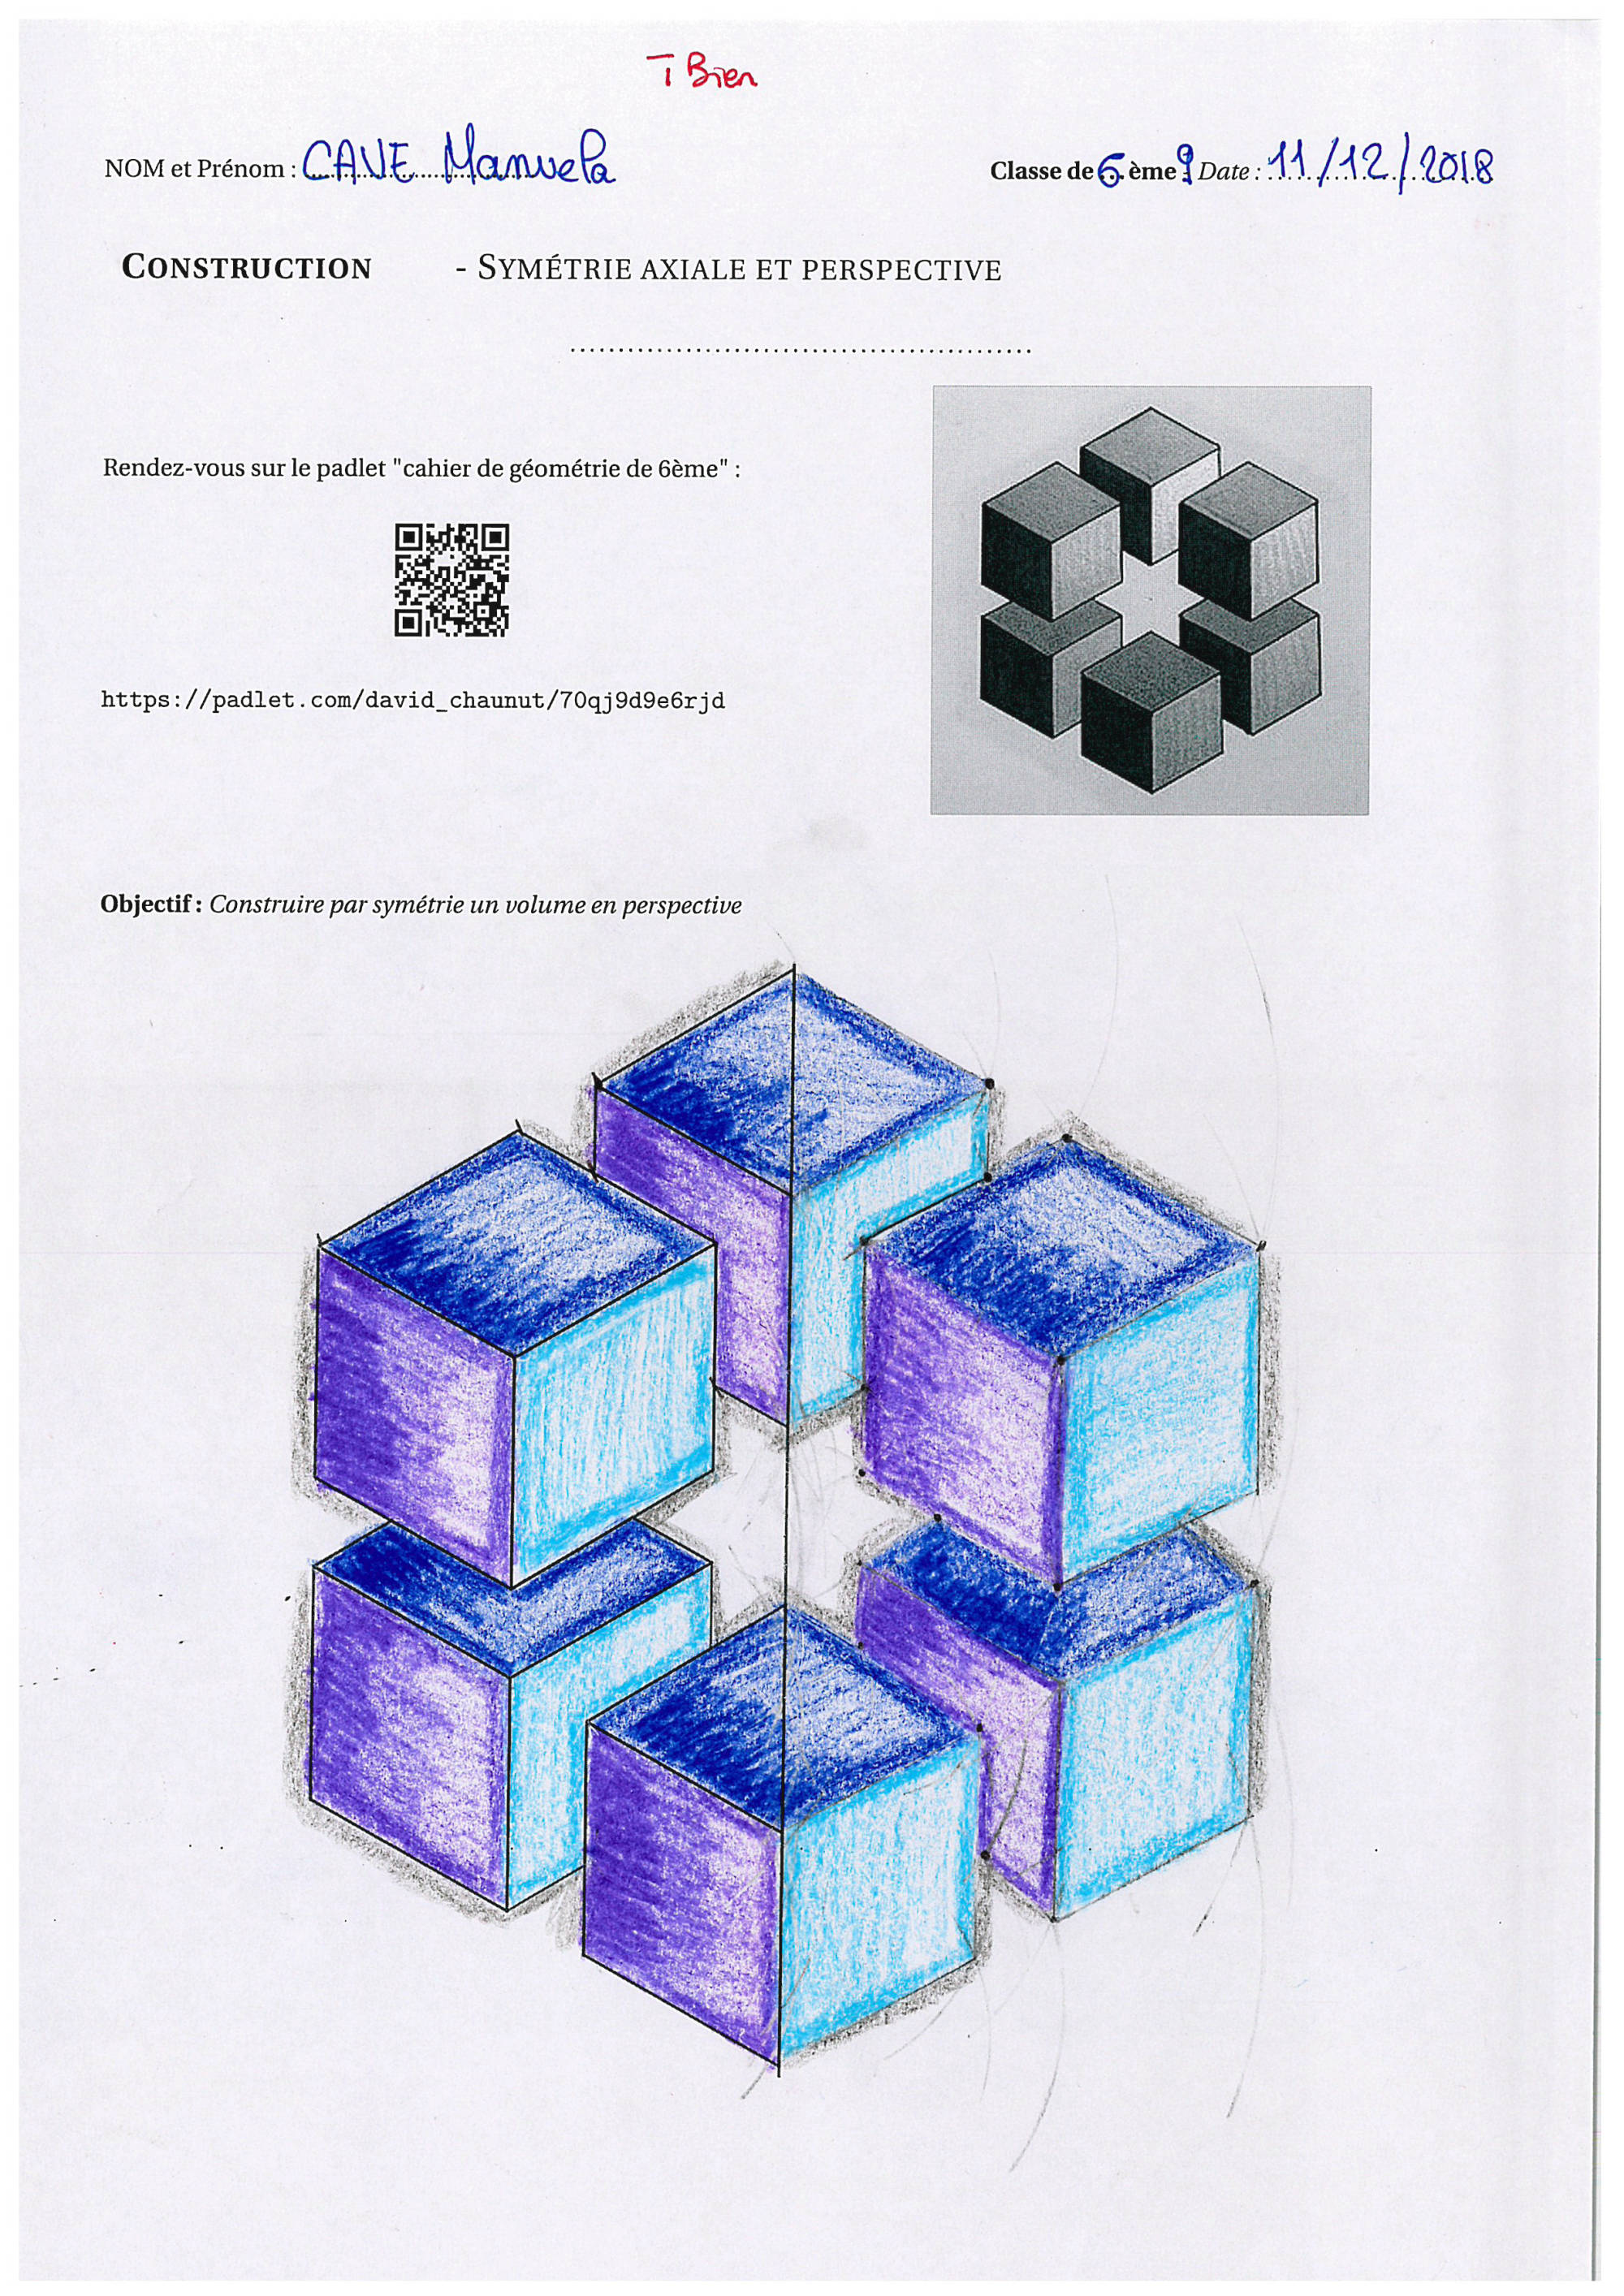 T Bien
NOM et Prénom : CAVE Manuela
Classe de 6 ème 9 Date : 11/12/2018
CONSTRUCTION - SYMÉTRIE AXIALE ET PERSPECTIVE
Rendez-vous sur le padlet "cahier de géométrie de 6ème" :
https://padlet.com/david_chaunut/70qj9d9e6rjd
Objectif : Construire par symétrie un volume en perspective